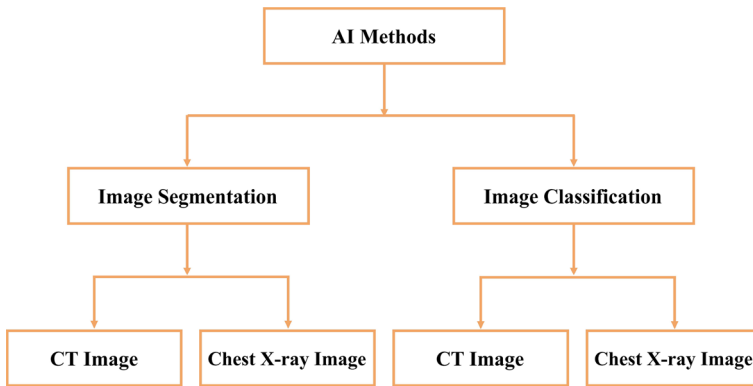 AI Methods
Image Segmentation
Image Classification
CT Image
Chest X-ray Image
CT Image
Chest X-ray Image